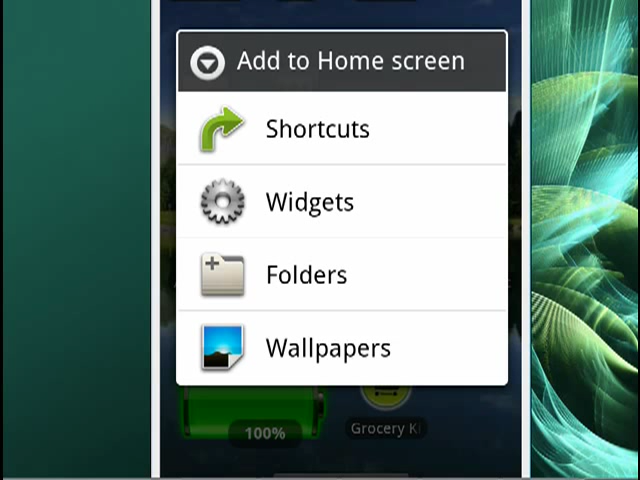 Add to Home screen
Shortcuts
Widgets
Folders
Wallpapers
100%
Grocery